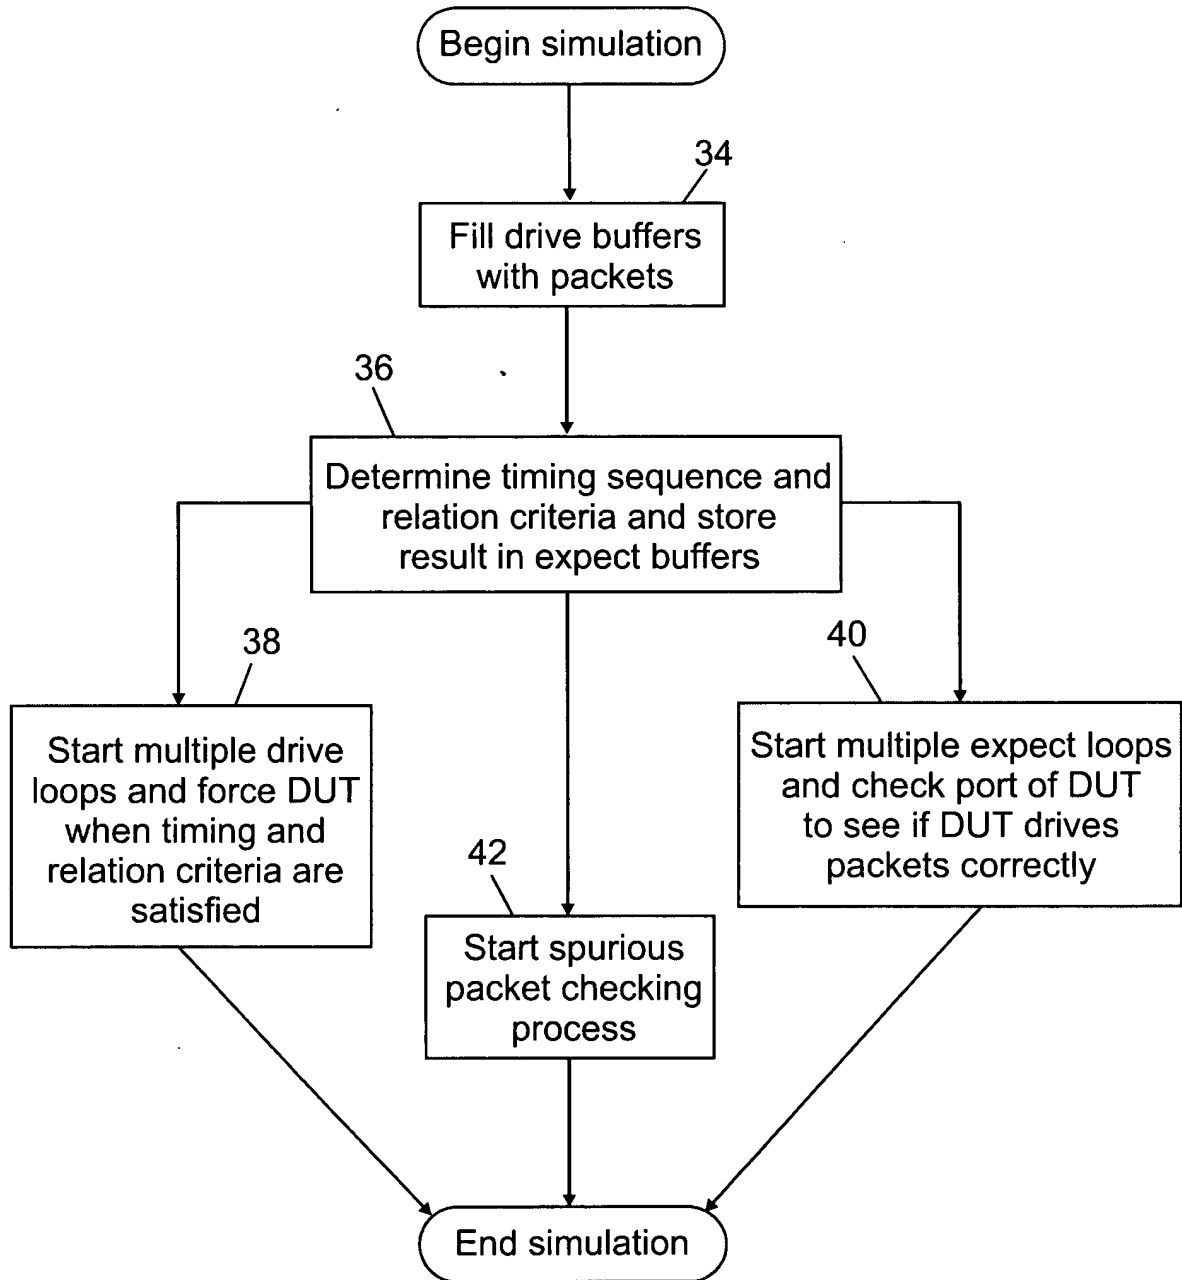 Begin simulation
34
Fill drive buffers
with packets
36
Determine timing sequence and
relation criteria and store
result in expect buffers
38
Start multiple drive
loops and force DUT
when timing and
relation criteria are
satisfied
42
Start spurious
packet checking
process
40
Start multiple expect loops
and check port of DUT
to see if DUT drives
packets correctly
End simulation